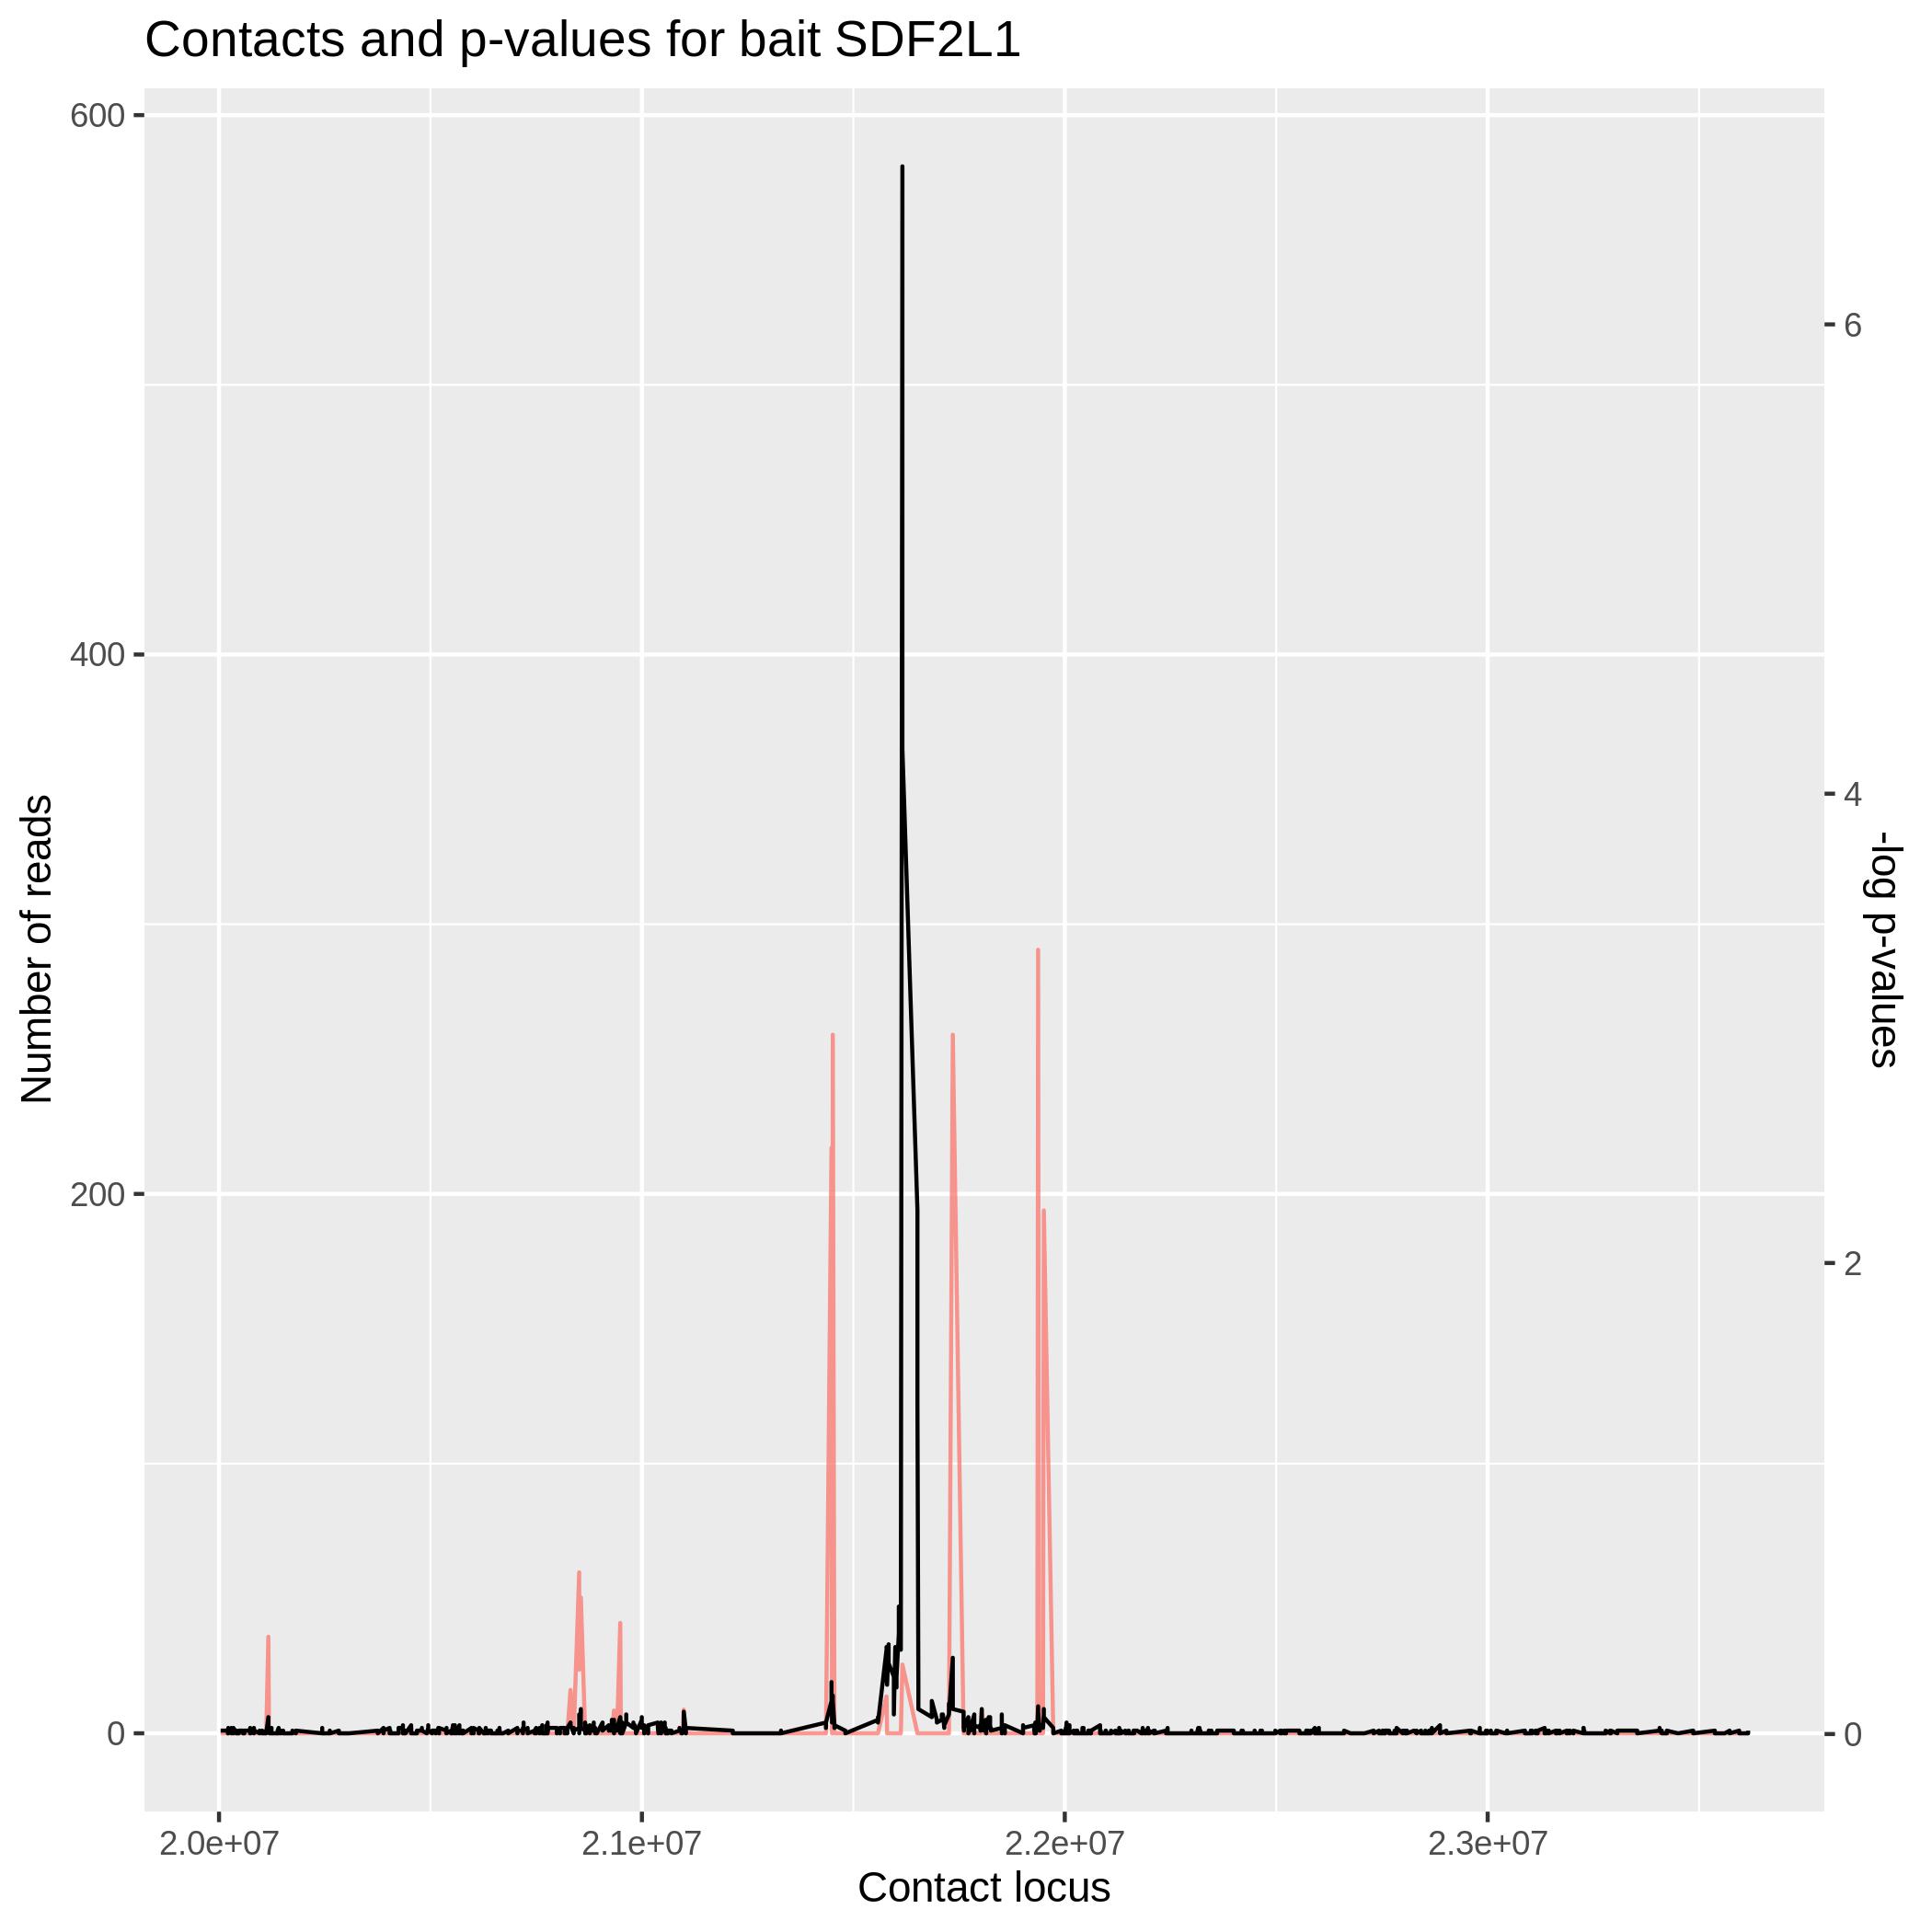 Contacts and p-values for bait SDF2L1
600
400
200
0
Number of reads
6
4
2
0
-log p-values
2.0e+07
2.1e+07
2.2e+07
2.3e+07
Contact locus